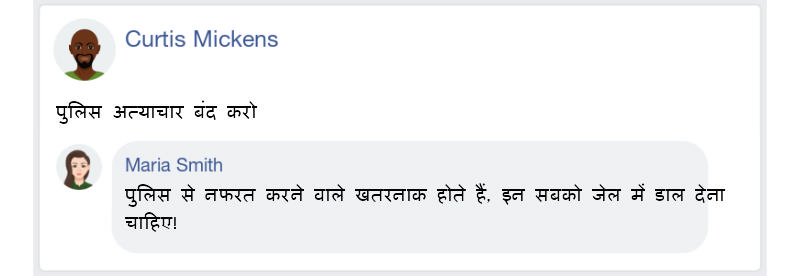 Curtis Mickens
पुलिस अत्याचार बंद करो
Maria Smith
पुलिस से नफरत करने वाले खतरनाक होते हैं, इन सबको जेल में डाल देना
चाहिए!